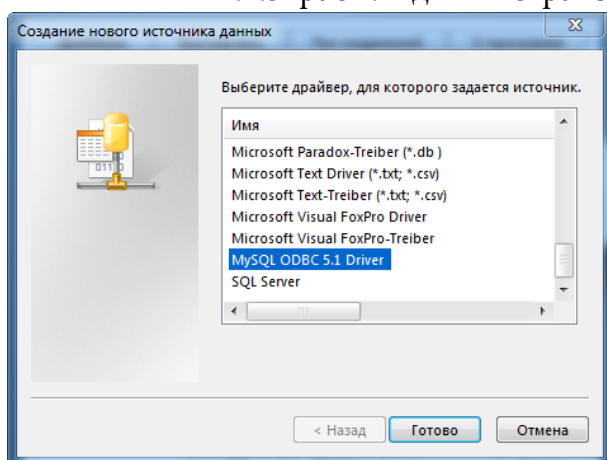 Создание нового источника данных
Выберите драйвер, для которого задается источник.
Имя
Microsoft Paradox-Treiber (*.db )
Microsoft Text Driver (*.txt; *.csv)
Microsoft Text-Treiber (*.txt; *.csv)
Microsoft Visual FoxPro Driver
Microsoft Visual FoxPro-Treiber
MySQL ODBC 5.1 Driver
SQL Server
< Назад Готово Отмена